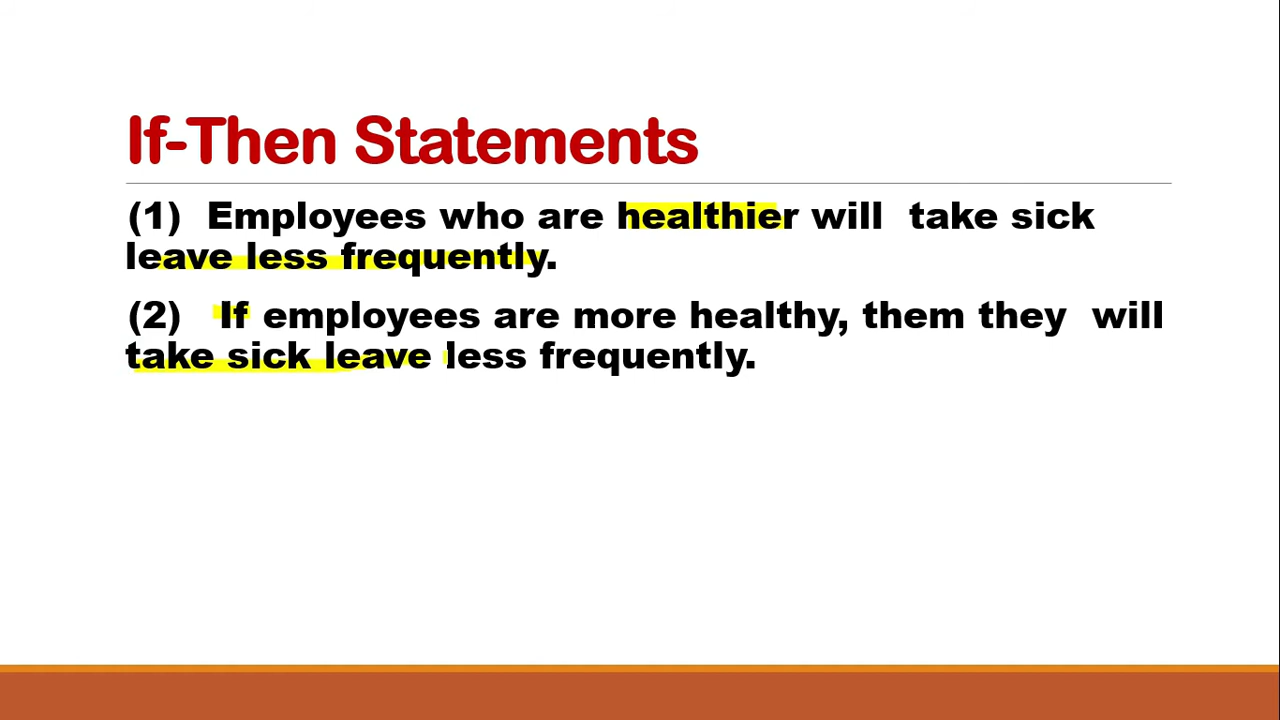 If-Then Statements
(1) Employees who are healthier will take sick
leave less frequently.
(2) If employees are more healthy, them they will
take sick leave less frequently.